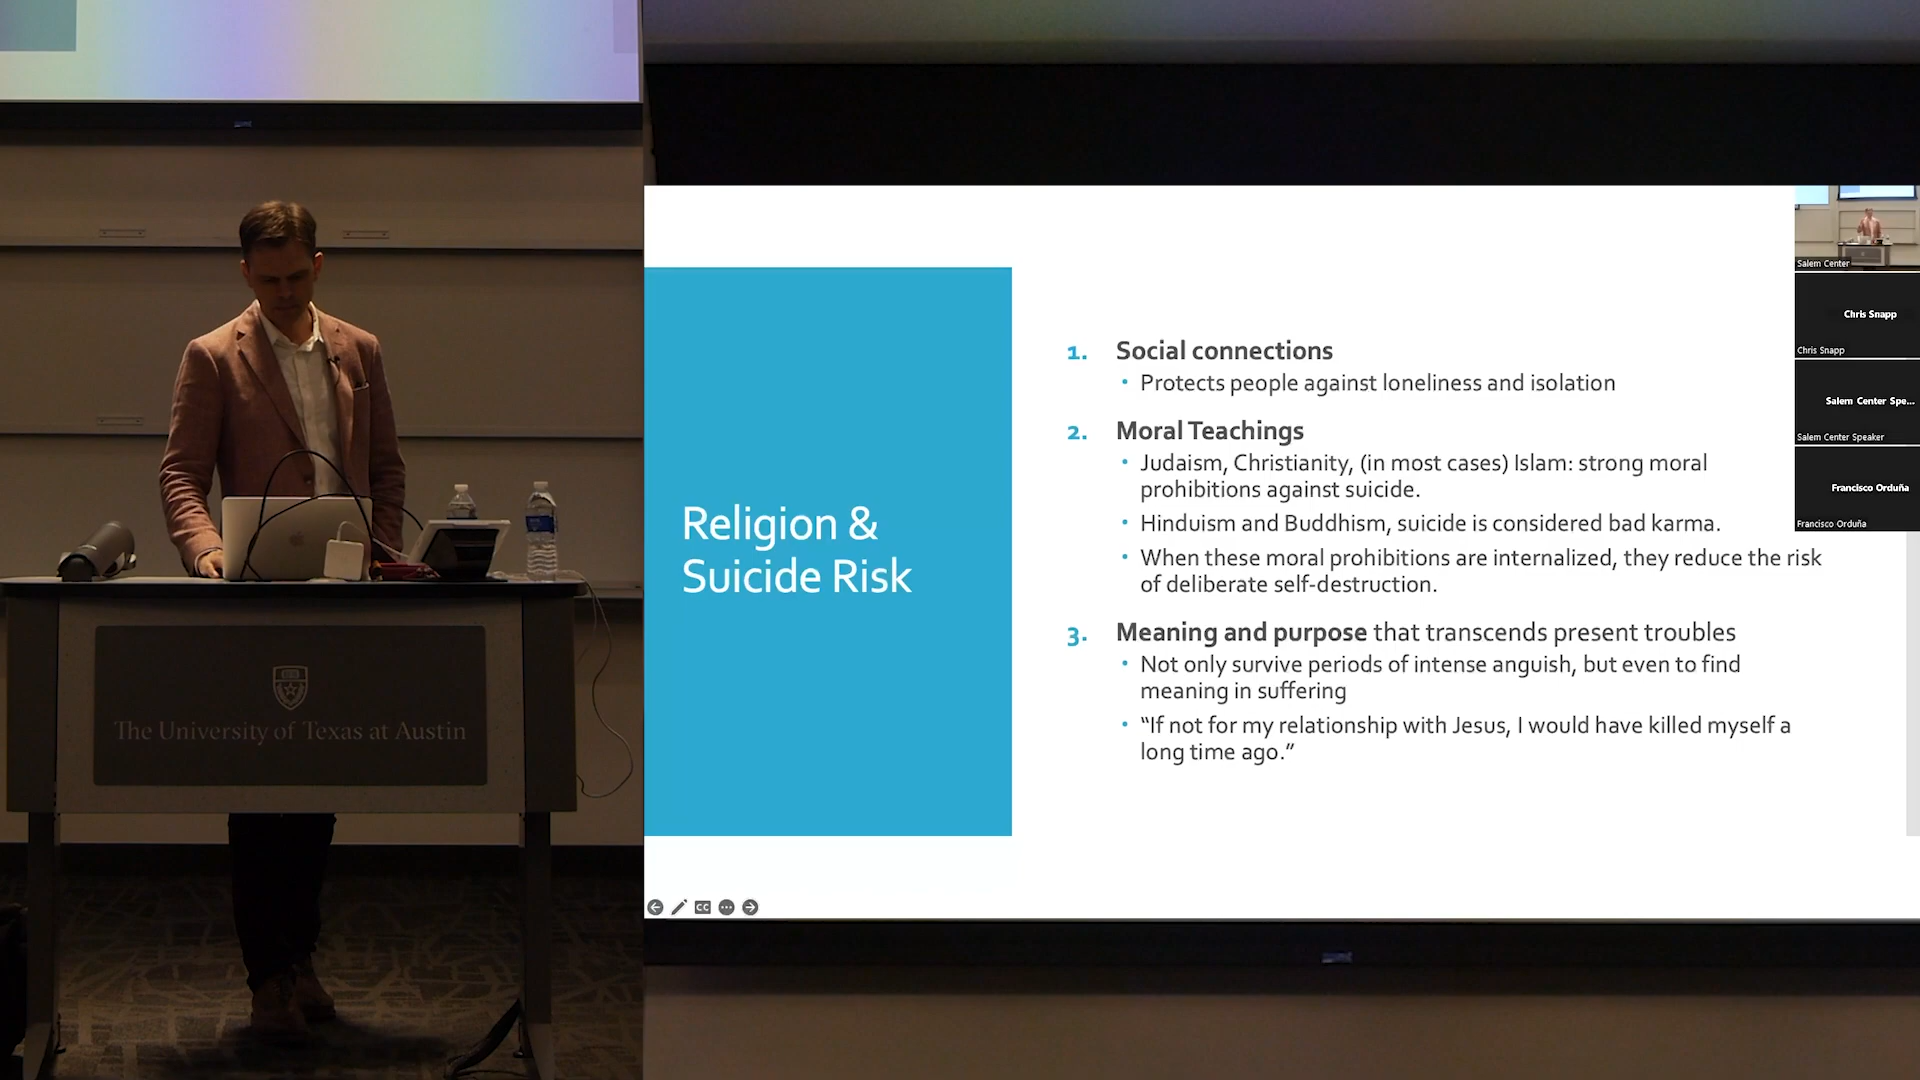 The University of Texas at Austin
Religion &
Suicide Risk
1. Social connections
• Protects people against loneliness and isolation
2. Moral Teachings
• Judaism, Christianity, (in most cases) Islam: strong moral
prohibitions against suicide.
• Hinduism and Buddhism, suicide is considered bad karma.
• When these moral prohibitions are internalized, they reduce the risk
of deliberate self-destruction.
3. Meaning and purpose that transcends present troubles
• Not only survive periods of intense anguish, but even to find
meaning in suffering
• “If not for my relationship with Jesus, I would have killed myself a
long time ago.”
CC
Salem Center
Chris Snapp
Chris Snapp
Salem Center Spe...
Salem Center Speaker
Francisco Orduña
Francisco Orduña